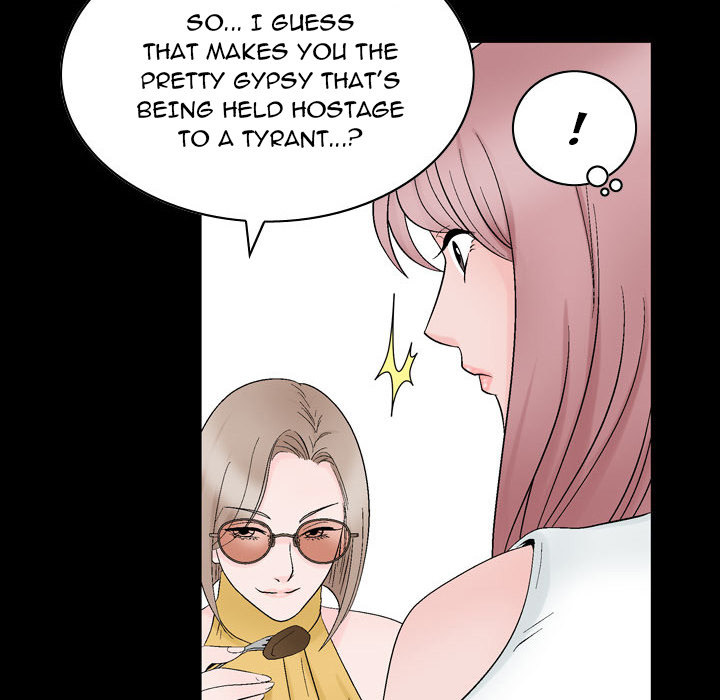 SO... I GUESS
THAT MAKES YOU THE
PRETTY GYPSY THAT'S
BEING HELD HOSTAGE
TO A TYRANT...?
!